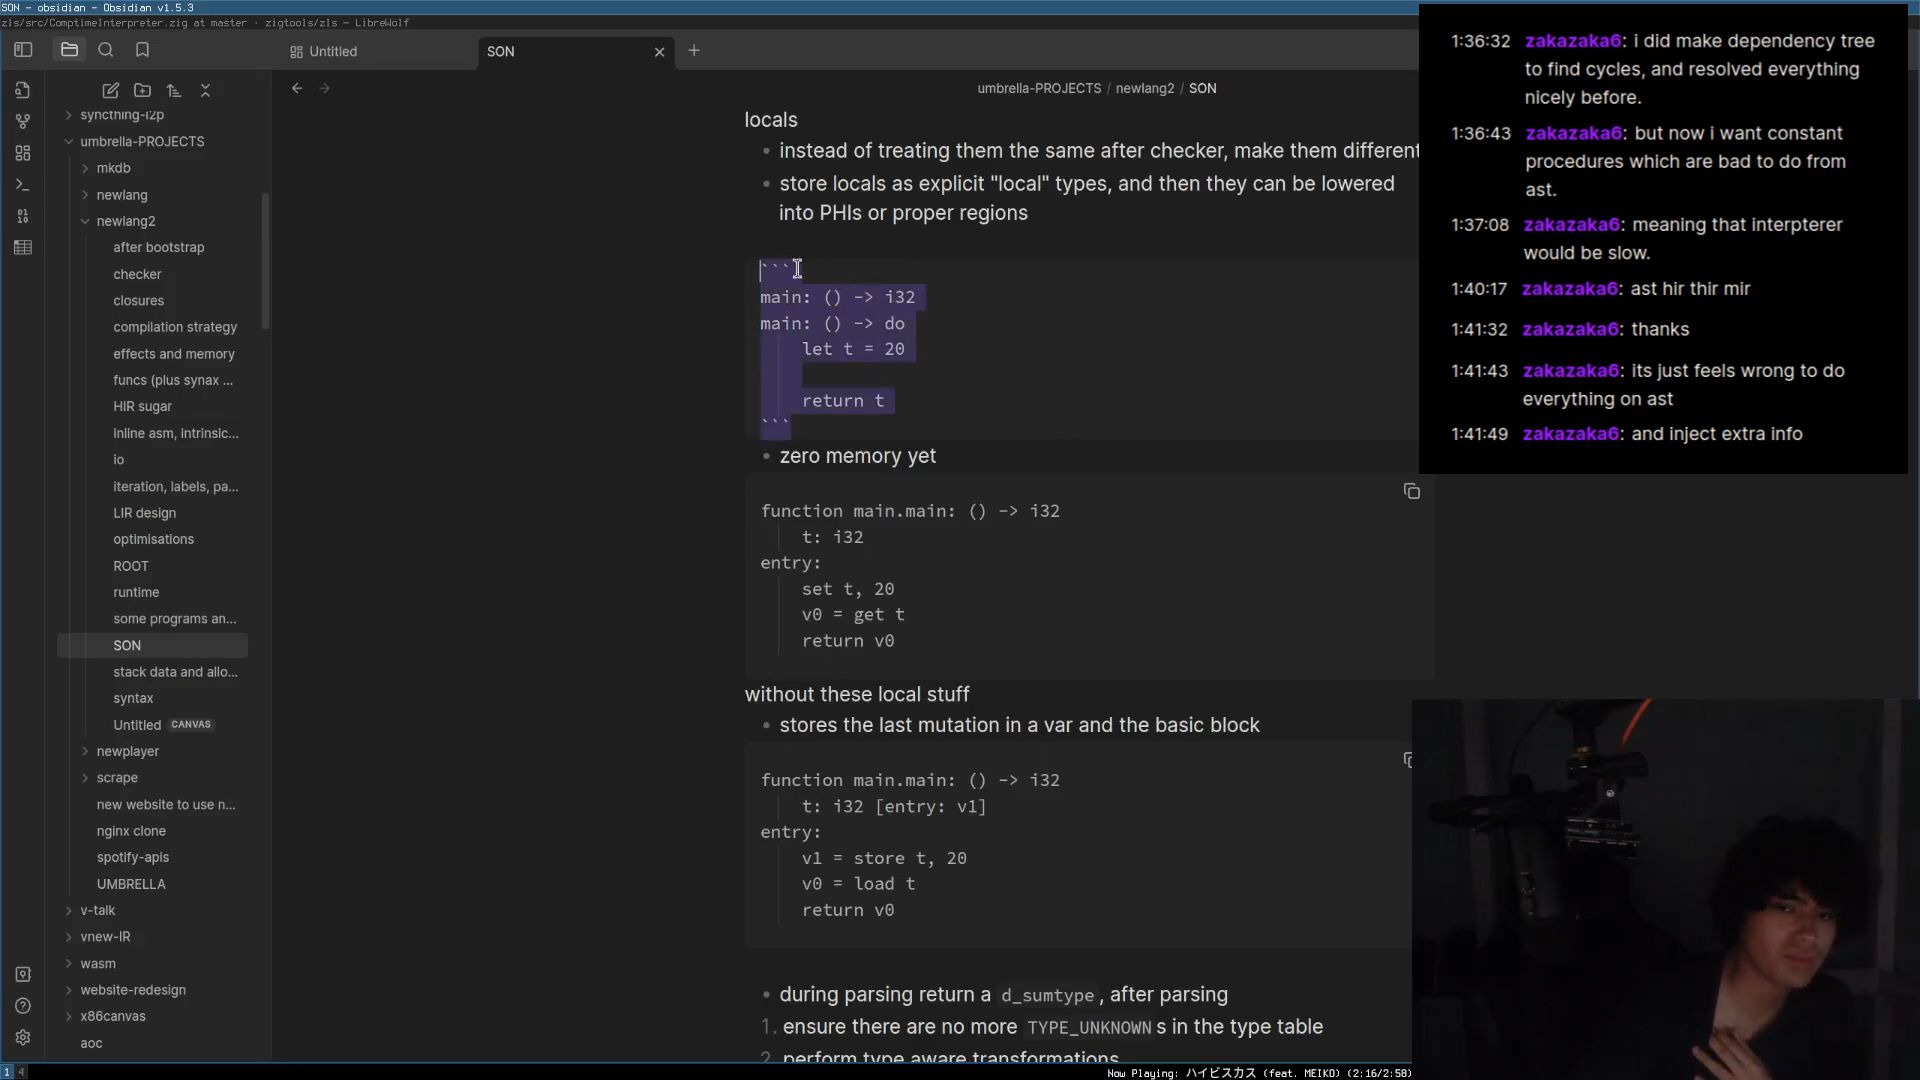 SON - obsidian - Obsidian v1.5.3
zls/src/ComptimeInterpreter.zig at master · zigtools/zls — LibreWolf
Untitled
SON
umbrella-PROJECTS / newlang2 / SON
syncthing-i2p
umbrella-PROJECTS
mkdb
newlang
newlang2
after bootstrap
checker
closures
compilation strategy
effects and memory
funcs (plus synax ...
HIR sugar
inline asm, intrinsic...
io
iteration, labels, pa...
LIR design
optimisations
ROOT
runtime
some programs an...
SON
stack data and allo...
syntax
Untitled CANVAS
newplayer
scrape
new website to use n...
nginx clone
spotify-apis
UMBRELLA
v-talk
vnew-IR
wasm
website-redesign
x86canvas
aoc
locals
• instead of treating them the same after checker, make them different
• store locals as explicit "local" types, and then they can be lowered
into PHIs or proper regions
```
main: () -> i32
main: () -> do
let t = 20
return t
```
• zero memory yet
function main.main: () -> i32
t: i32
entry:
set t, 20
v0 = get t
return v0
without these local stuff
• stores the last mutation in a var and the basic block
function main.main: () -> i32
t: i32 [entry: v1]
entry:
v1 = store t, 20
v0 = load t
return v0
• during parsing return a d_sumtype, after parsing
1. ensure there are no more TYPE_UNKNOWN s in the type table
2. perform type aware transformations
1:36:32 zakazaka6: i did make dependency tree
to find cycles, and resolved everything
nicely before.
1:36:43 zakazaka6: but now i want constant
procedures which are bad to do from
ast.
1:37:08 zakazaka6: meaning that interpterer
would be slow.
1:40:17 zakazaka6: ast hir thir mir
1:41:32 zakazaka6: thanks
1:41:43 zakazaka6: its just feels wrong to do
everything on ast
1:41:49 zakazaka6: and inject extra info
1 4
Now Playing: ハイビスカス (feat. MEIKO) (2:16/2:58)